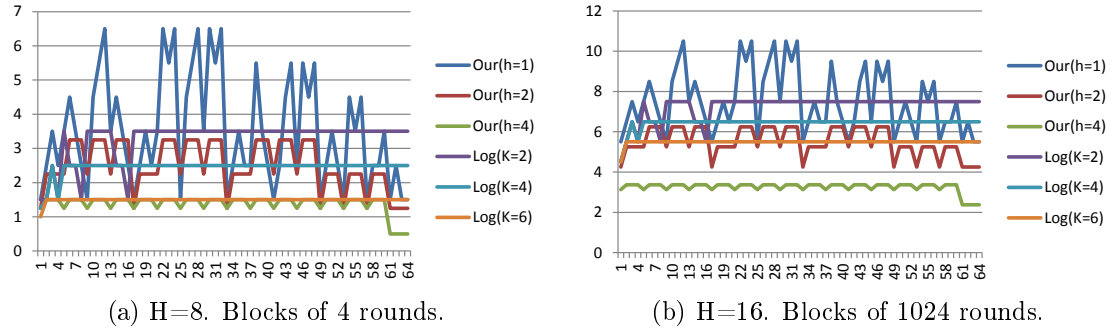 7
6
5
4
3
2
1
0
1 4 7 10 13 16 19 22 25 28 31 34 37 40 43 46 49 52 55 58 61 64
Our(h=1)
Our(h=2)
Our(h=4)
Log(K=2)
Log(K=4)
Log(K=6)
(a) H=8. Blocks of 4 rounds.
12
10
8
6
4
2
0
1 4 7 10 13 16 19 22 25 28 31 34 37 40 43 46 49 52 55 58 61 64
Our(h=1)
Our(h=2)
Our(h=4)
Log(K=2)
Log(K=4)
Log(K=6)
(b) H=16. Blocks of 1024 rounds.